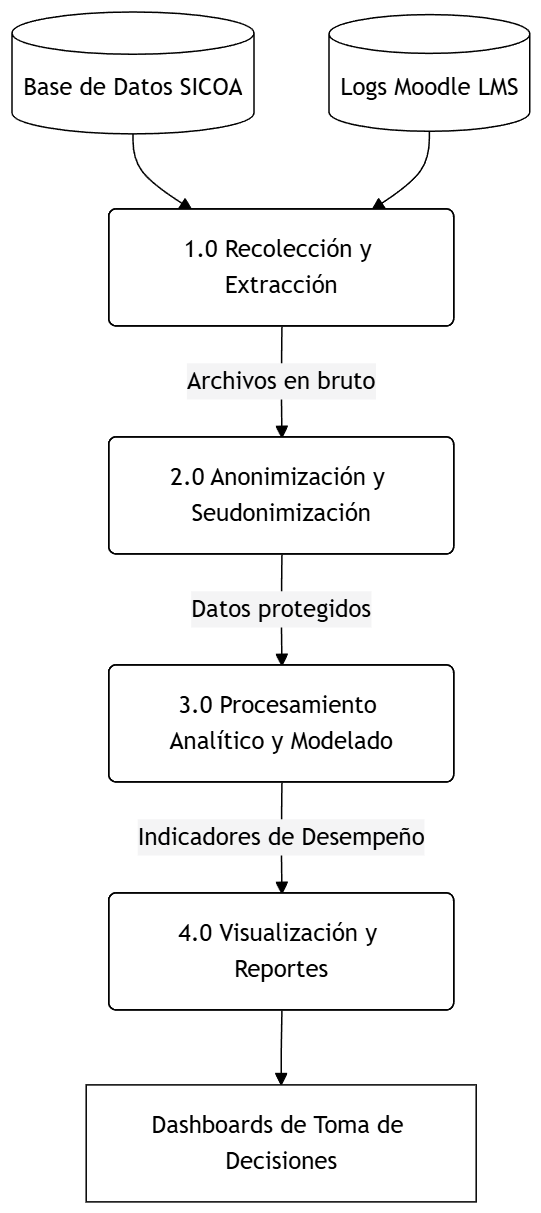 Base de Datos SICOA
Logs Moodle LMS
1.0 Recolección y
Extracción
Archivos en bruto
2.0 Anonimización y
Seudonimización
Datos protegidos
3.0 Procesamiento
Analítico y Modelado
Indicadores de Desempeño
4.0 Visualización y
Reportes
Dashboards de Toma de
Decisiones